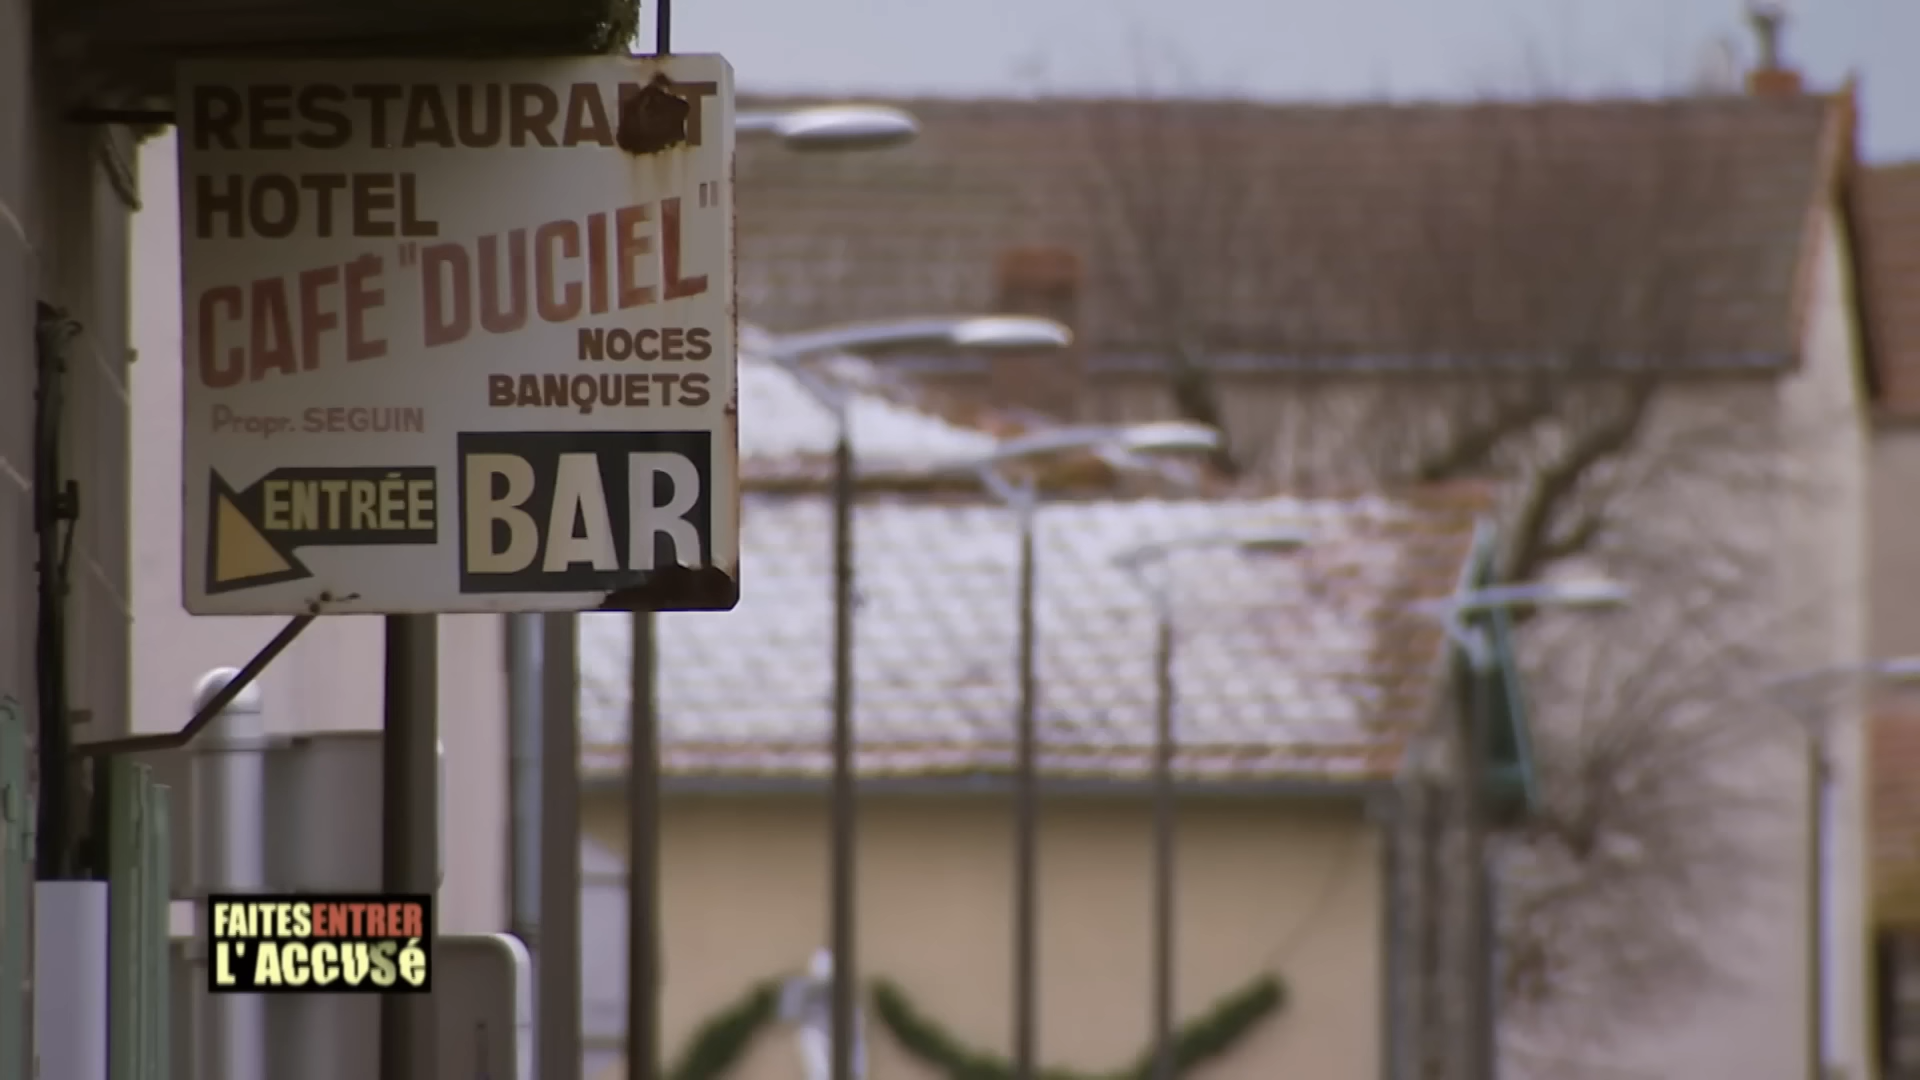 RESTAURANT
HOTEL
CAFÉ "DUCIEL"
NOCES
BANQUETS
Propr. SEGUIN
ENTRÉE
BAR
FAITES ENTRER
L'ACCUSÉ